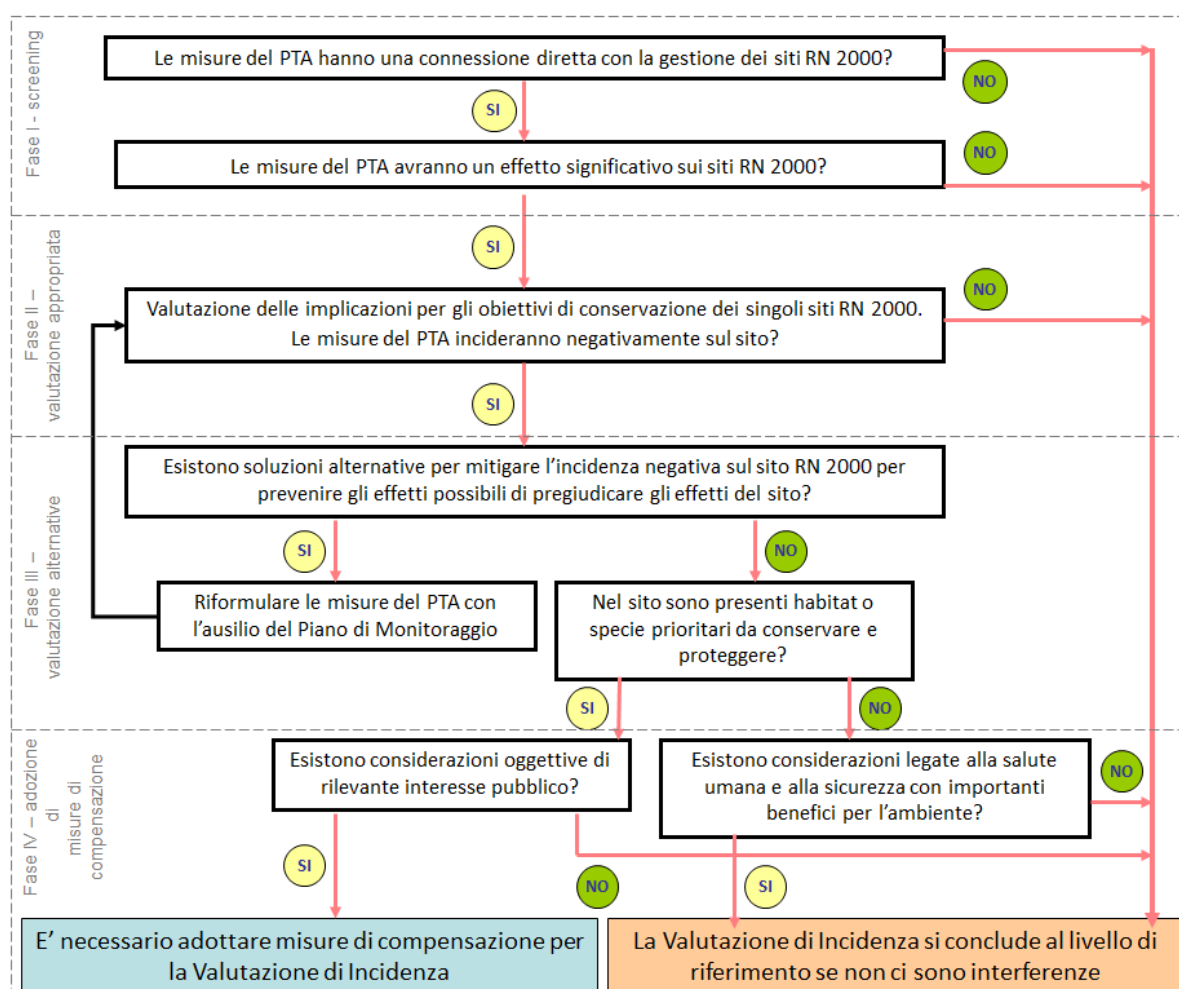 Fase I - screening
Le misure del PTA hanno una connessione diretta con la gestione dei siti RN 2000?
NO
SI
Le misure del PTA avranno un effetto significativo sui siti RN 2000?
NO
Fase II –
valutazione appropriata
SI
Valutazione delle implicazioni per gli obiettivi di conservazione dei singoli siti RN 2000.
Le misure del PTA incideranno negativamente sul sito?
NO
SI
Fase III –
valutazione alternative
Esistono soluzioni alternative per mitigare l’incidenza negativa sul sito RN 2000 per
prevenire gli effetti possibili di pregiudicare gli effetti del sito?
SI
NO
Riformulare le misure del PTA con
l’ausilio del Piano di Monitoraggio
Nel sito sono presenti habitat o
specie prioritari da conservare e
proteggere?
SI
NO
Fase IV – adozione
di
misure di
compensazione
Esistono considerazioni oggettive di
rilevante interesse pubblico?
Esistono considerazioni legate alla salute
umana e alla sicurezza con importanti
benefici per l’ambiente?
NO
SI
NO
SI
E’ necessario adottare misure di compensazione per
la Valutazione di Incidenza
La Valutazione di Incidenza si conclude al livello di
riferimento se non ci sono interferenze